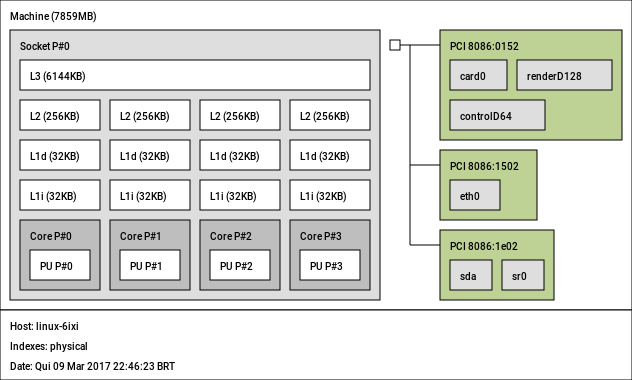 Machine (7859MB)
Socket P#0
L3 (6144KB)
L2 (256KB) L2 (256KB) L2 (256KB) L2 (256KB)
L1d (32KB) L1d (32KB) L1d (32KB) L1d (32KB)
L1i (32KB) L1i (32KB) L1i (32KB) L1i (32KB)
Core P#0 Core P#1 Core P#2 Core P#3
PU P#0 PU P#1 PU P#2 PU P#3
PCI 8086:0152
card0 renderD128
controlD64
PCI 8086:1502
eth0
PCI 8086:1e02
sda sr0
Host: linux-6ixi
Indexes: physical
Date: Qui 09 Mar 2017 22:46:23 BRT